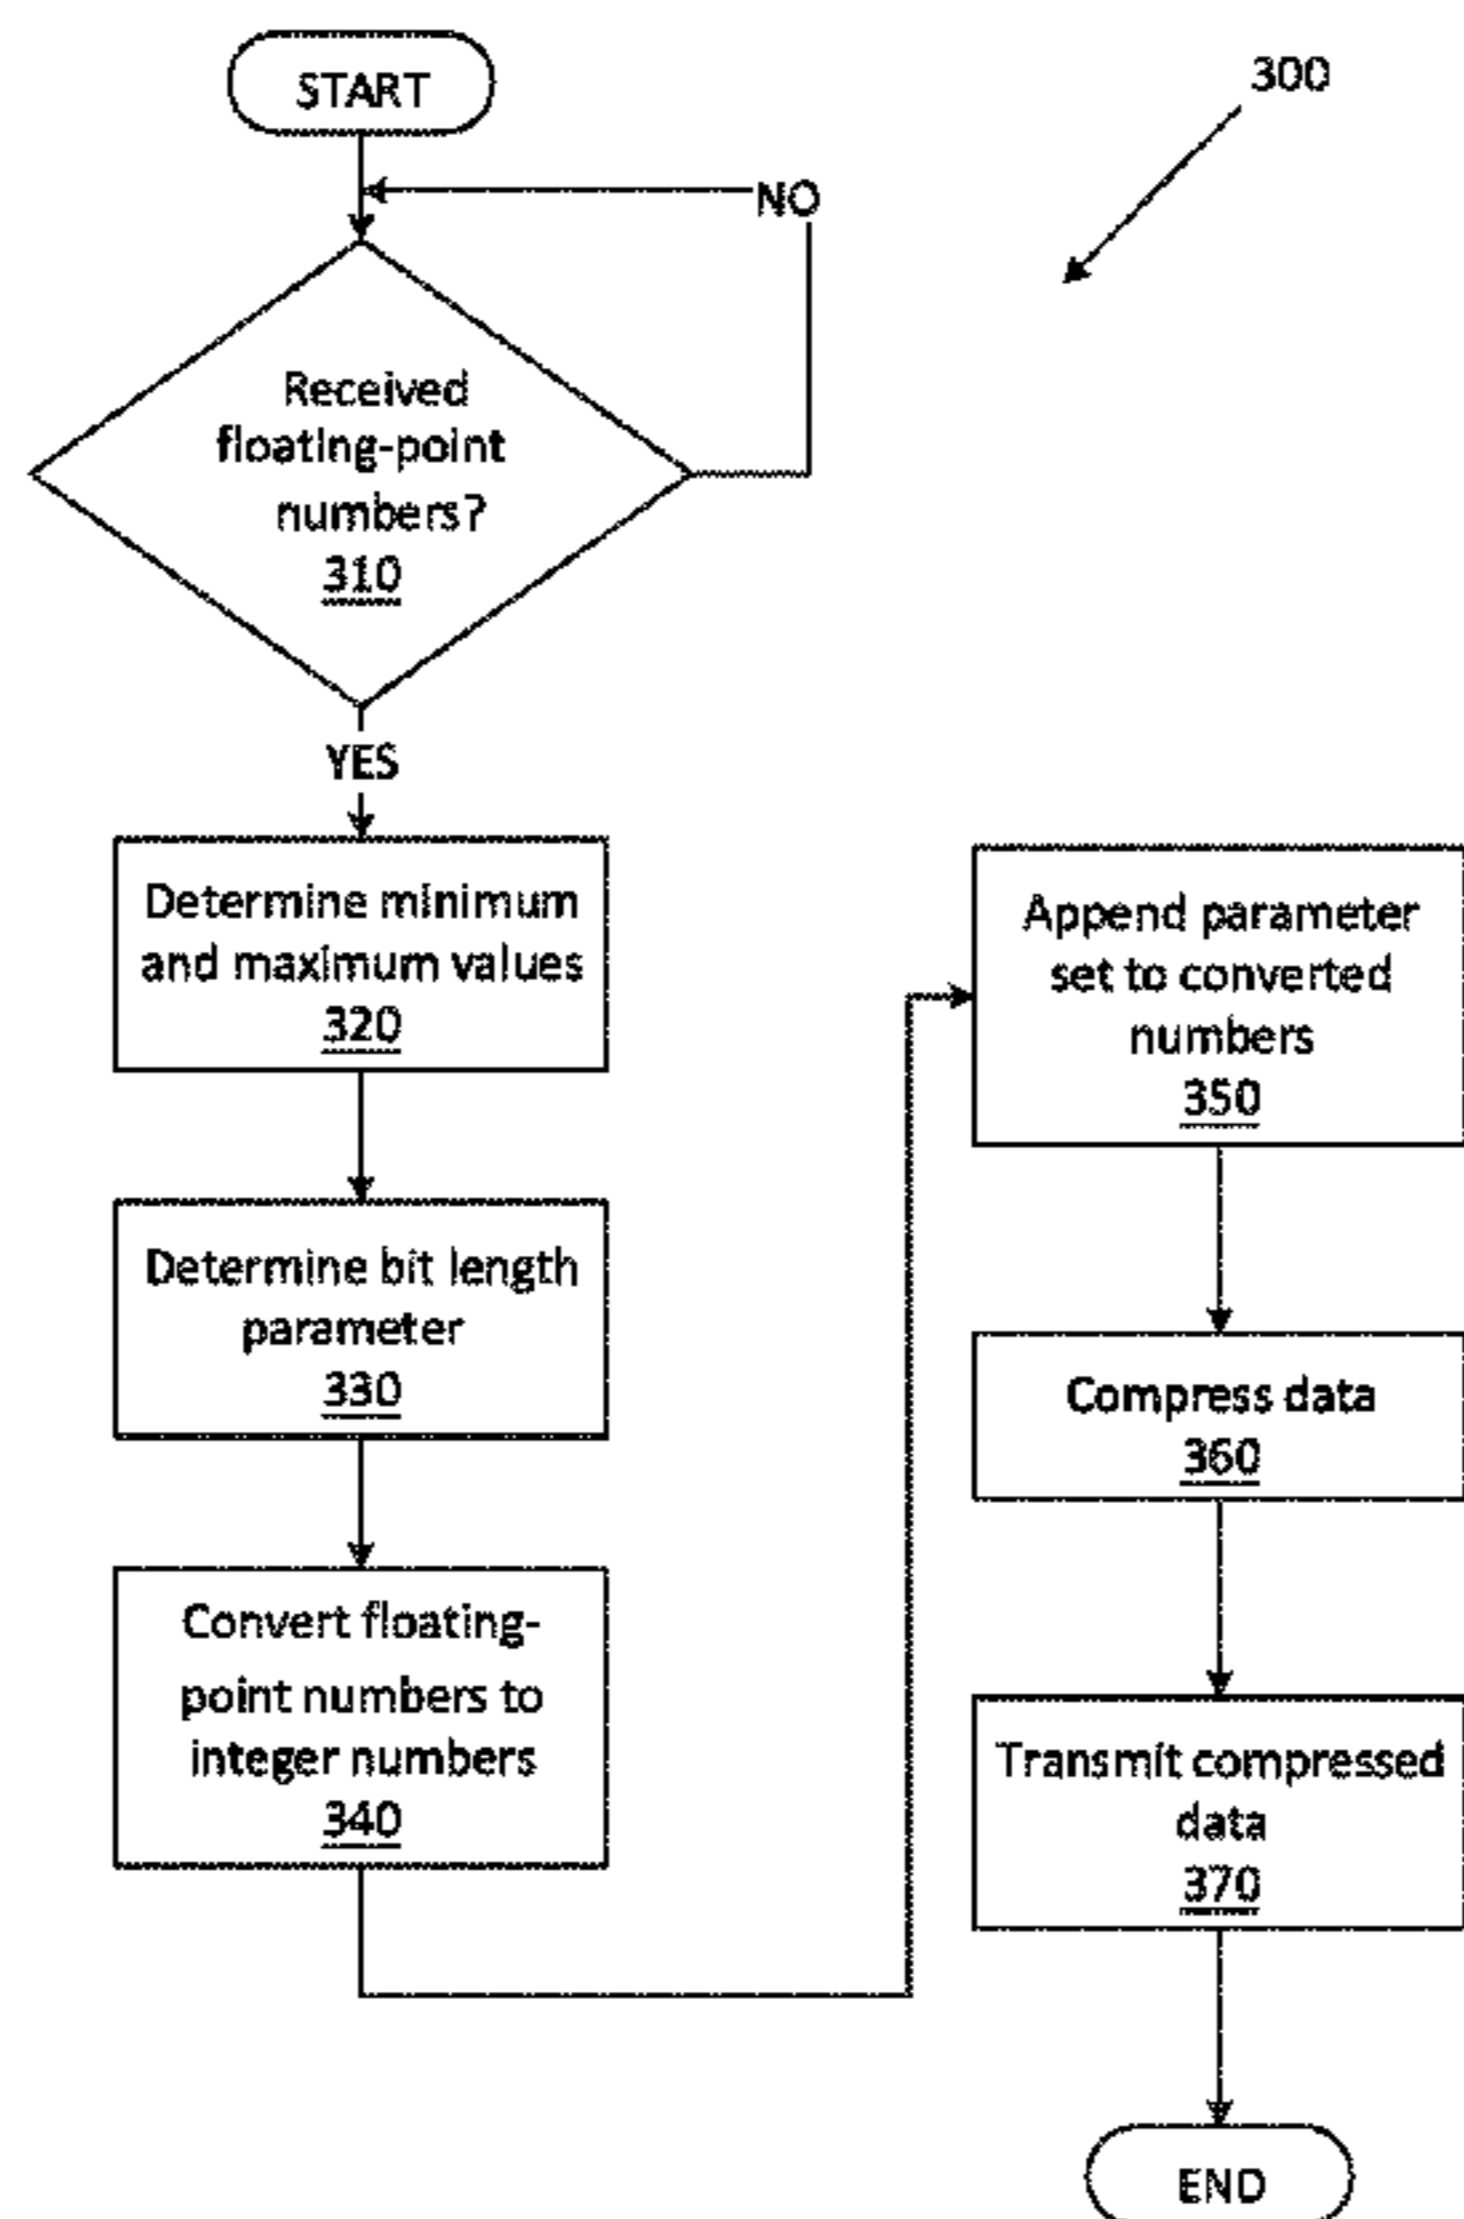 START
300
NO
Received
floating-point
numbers?
310
YES
Determine minimum
and maximum values
320
Determine bit length
parameter
330
Convert floating-
point numbers to
integer numbers
340
Append parameter
set to converted
numbers
350
Compress data
360
Transmit compressed
data
370
END